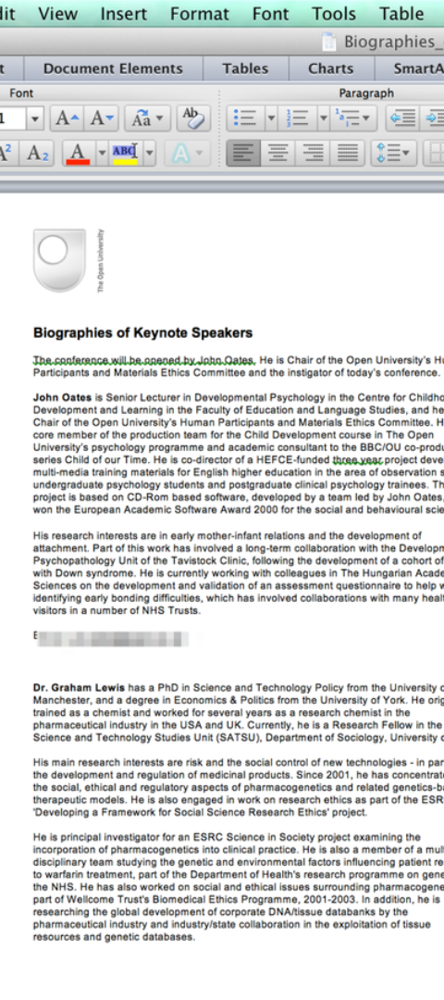 dit View Insert Format Font Tools Table
Biographies_
t Document Elements Tables Charts SmartA
Font Paragraph
The Open University
Biographies of Keynote Speakers
The conference will be opened by John Oates. He is Chair of the Open University's Hu
Participants and Materials Ethics Committee and the instigator of today's conference.
John Oates is Senior Lecturer in Developmental Psychology in the Centre for Childho
Development and Learning in the Faculty of Education and Language Studies, and he
Chair of the Open University's Human Participants and Materials Ethics Committee. H
core member of the production team for the Child Development course in The Open
University's psychology programme and academic consultant to the BBC/OU co-produ
series Child of our Time. He is co-director of a HEFCE-funded three year project deve
multi-media training materials for English higher education in the area of observation s
undergraduate psychology students and postgraduate clinical psychology trainees. Th
project is based on CD-Rom based software, developed by a team led by John Oates,
won the European Academic Software Award 2000 for the social and behavioural scie
His research interests are in early mother-infant relations and the development of
attachment. Part of this work has involved a long-term collaboration with the Developm
Psychopathology Unit of the Tavistock Clinic, following the development of a cohort of
with Down syndrome. He is currently working with colleagues in The Hungarian Acade
Sciences on the development and validation of an assessment questionnaire to help w
identifying early bonding difficulties, which has involved collaborations with many healt
visitors in a number of NHS Trusts.
Dr. Graham Lewis has a PhD in Science and Technology Policy from the University o
Manchester, and a degree in Economics & Politics from the University of York. He orig
trained as a chemist and worked for several years as a research chemist in the
pharmaceutical industry in the USA and UK. Currently, he is a Research Fellow in the
Science and Technology Studies Unit (SATSU), Department of Sociology, University o
His main research interests are risk and the social control of new technologies - in part
the development and regulation of medicinal products. Since 2001, he has concentrate
the social, ethical and regulatory aspects of pharmacogenetics and related genetics-ba
therapeutic models. He is also engaged in work on research ethics as part of the ESR
'Developing a Framework for Social Science Research Ethics' project.
He is principal investigator for an ESRC Science in Society project examining the
incorporation of pharmacogenetics into clinical practice. He is also a member of a mul
disciplinary team studying the genetic and environmental factors influencing patient re
to warfarin treatment, part of the Department of Health's research programme on gene
the NHS. He has also worked on social and ethical issues surrounding pharmacogene
part of Wellcome Trust's Biomedical Ethics Programme, 2001-2003. In addition, he is
researching the global development of corporate DNA/tissue databanks by the
pharmaceutical industry and industry/state collaboration in the exploitation of tissue
resources and genetic databases.